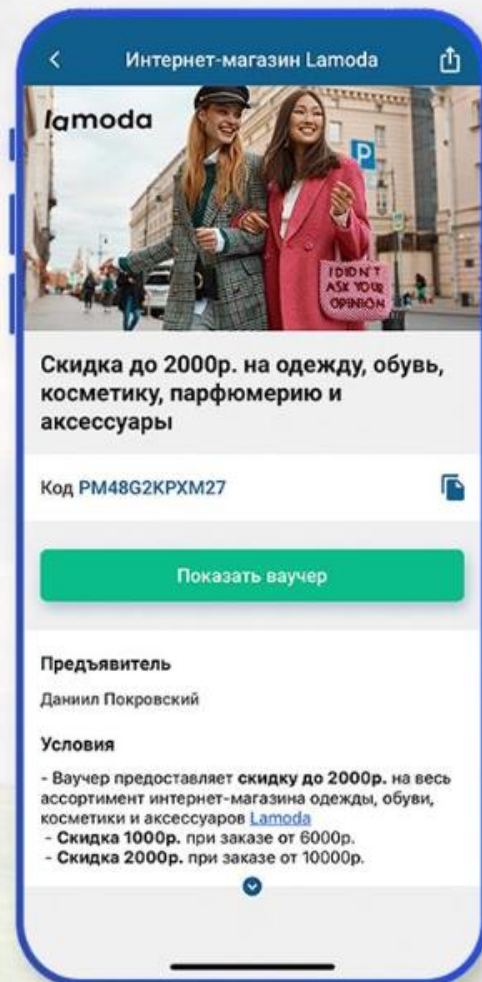 Интернет-магазин Lamoda
lamoda
P
I DIDN'T
ASK YOUR
OPINION
Скидка до 2000р. на одежду, обувь,
косметику, парфюмерию и
аксессуары
Код PM48G2KPXM27
Показать ваучер
Предъявитель
Даниил Покровский
Условия
- Ваучер предоставляет скидку до 2000р. на весь
ассортимент интернет-магазина одежды, обуви,
косметики и аксессуаров Lamoda
- Скидка 1000р. при заказе от 6000р.
- Скидка 2000р. при заказе от 10000р.